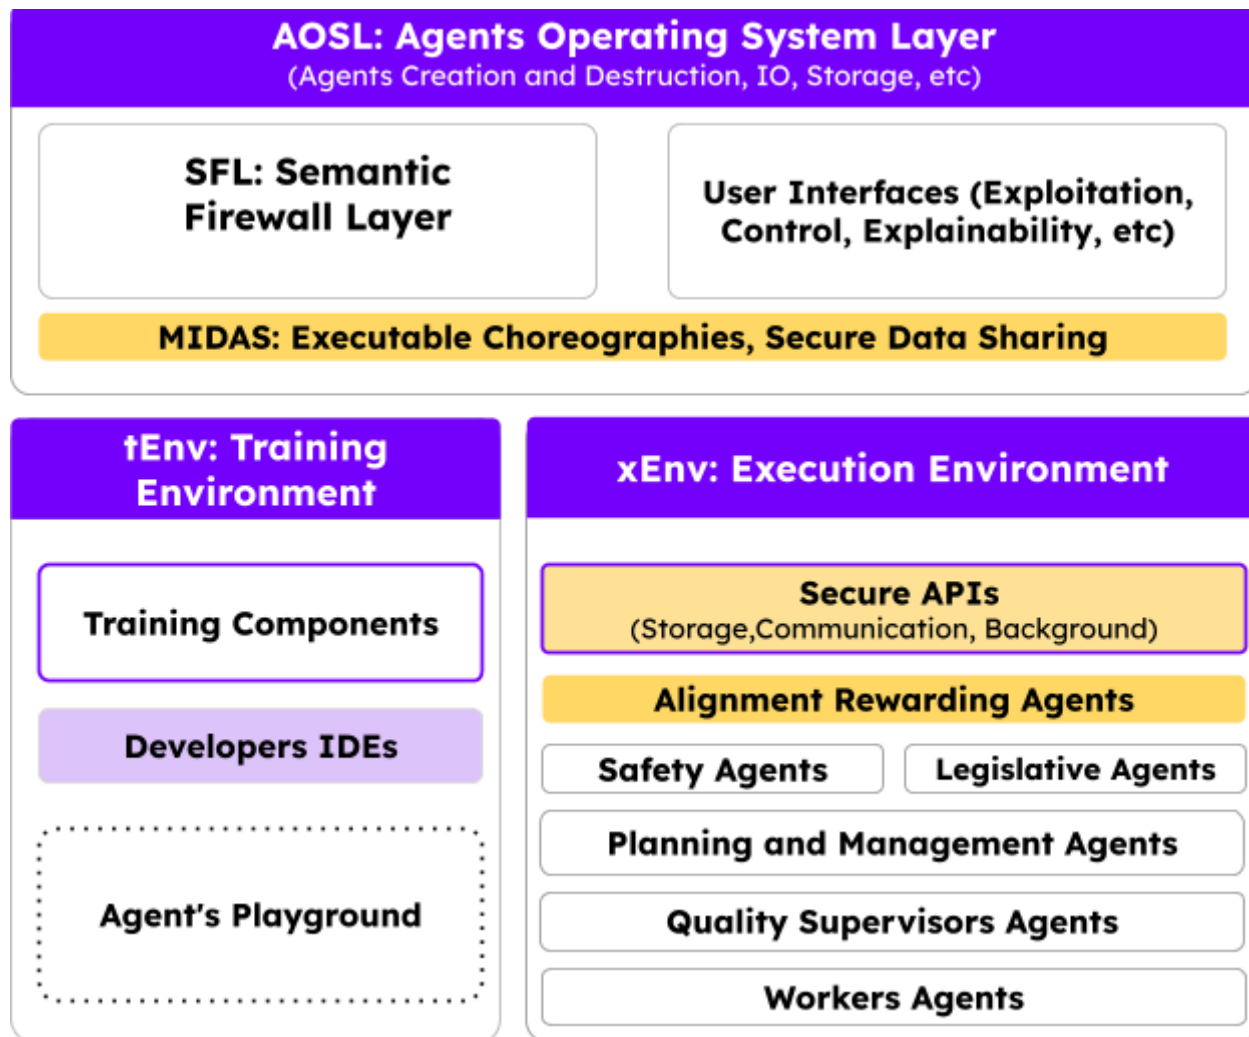 AOSL: Agents Operating System Layer
(Agents Creation and Destruction, IO, Storage, etc)
SFL: Semantic
Firewall Layer
User Interfaces (Exploitation,
Control, Explainability, etc)
MIDAS: Executable Choreographies, Secure Data Sharing
tEnv: Training
Environment
Training Components
Developers IDEs
Agent's Playground
xEnv: Execution Environment
Secure APIs
(Storage,Communication, Background)
Alignment Rewarding Agents
Safety Agents
Legislative Agents
Planning and Management Agents
Quality Supervisors Agents
Workers Agents